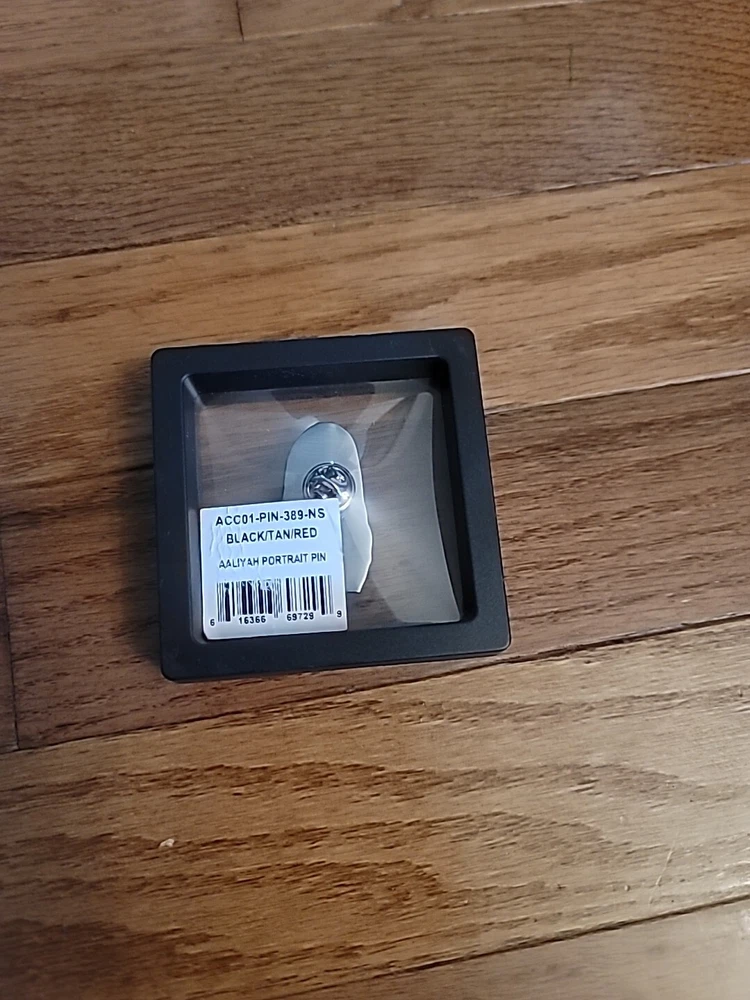 ACC01-PIN-389-NS
BLACK/TAN/RED
AALIYAH PORTRAIT PIN
6 16366 69729 9